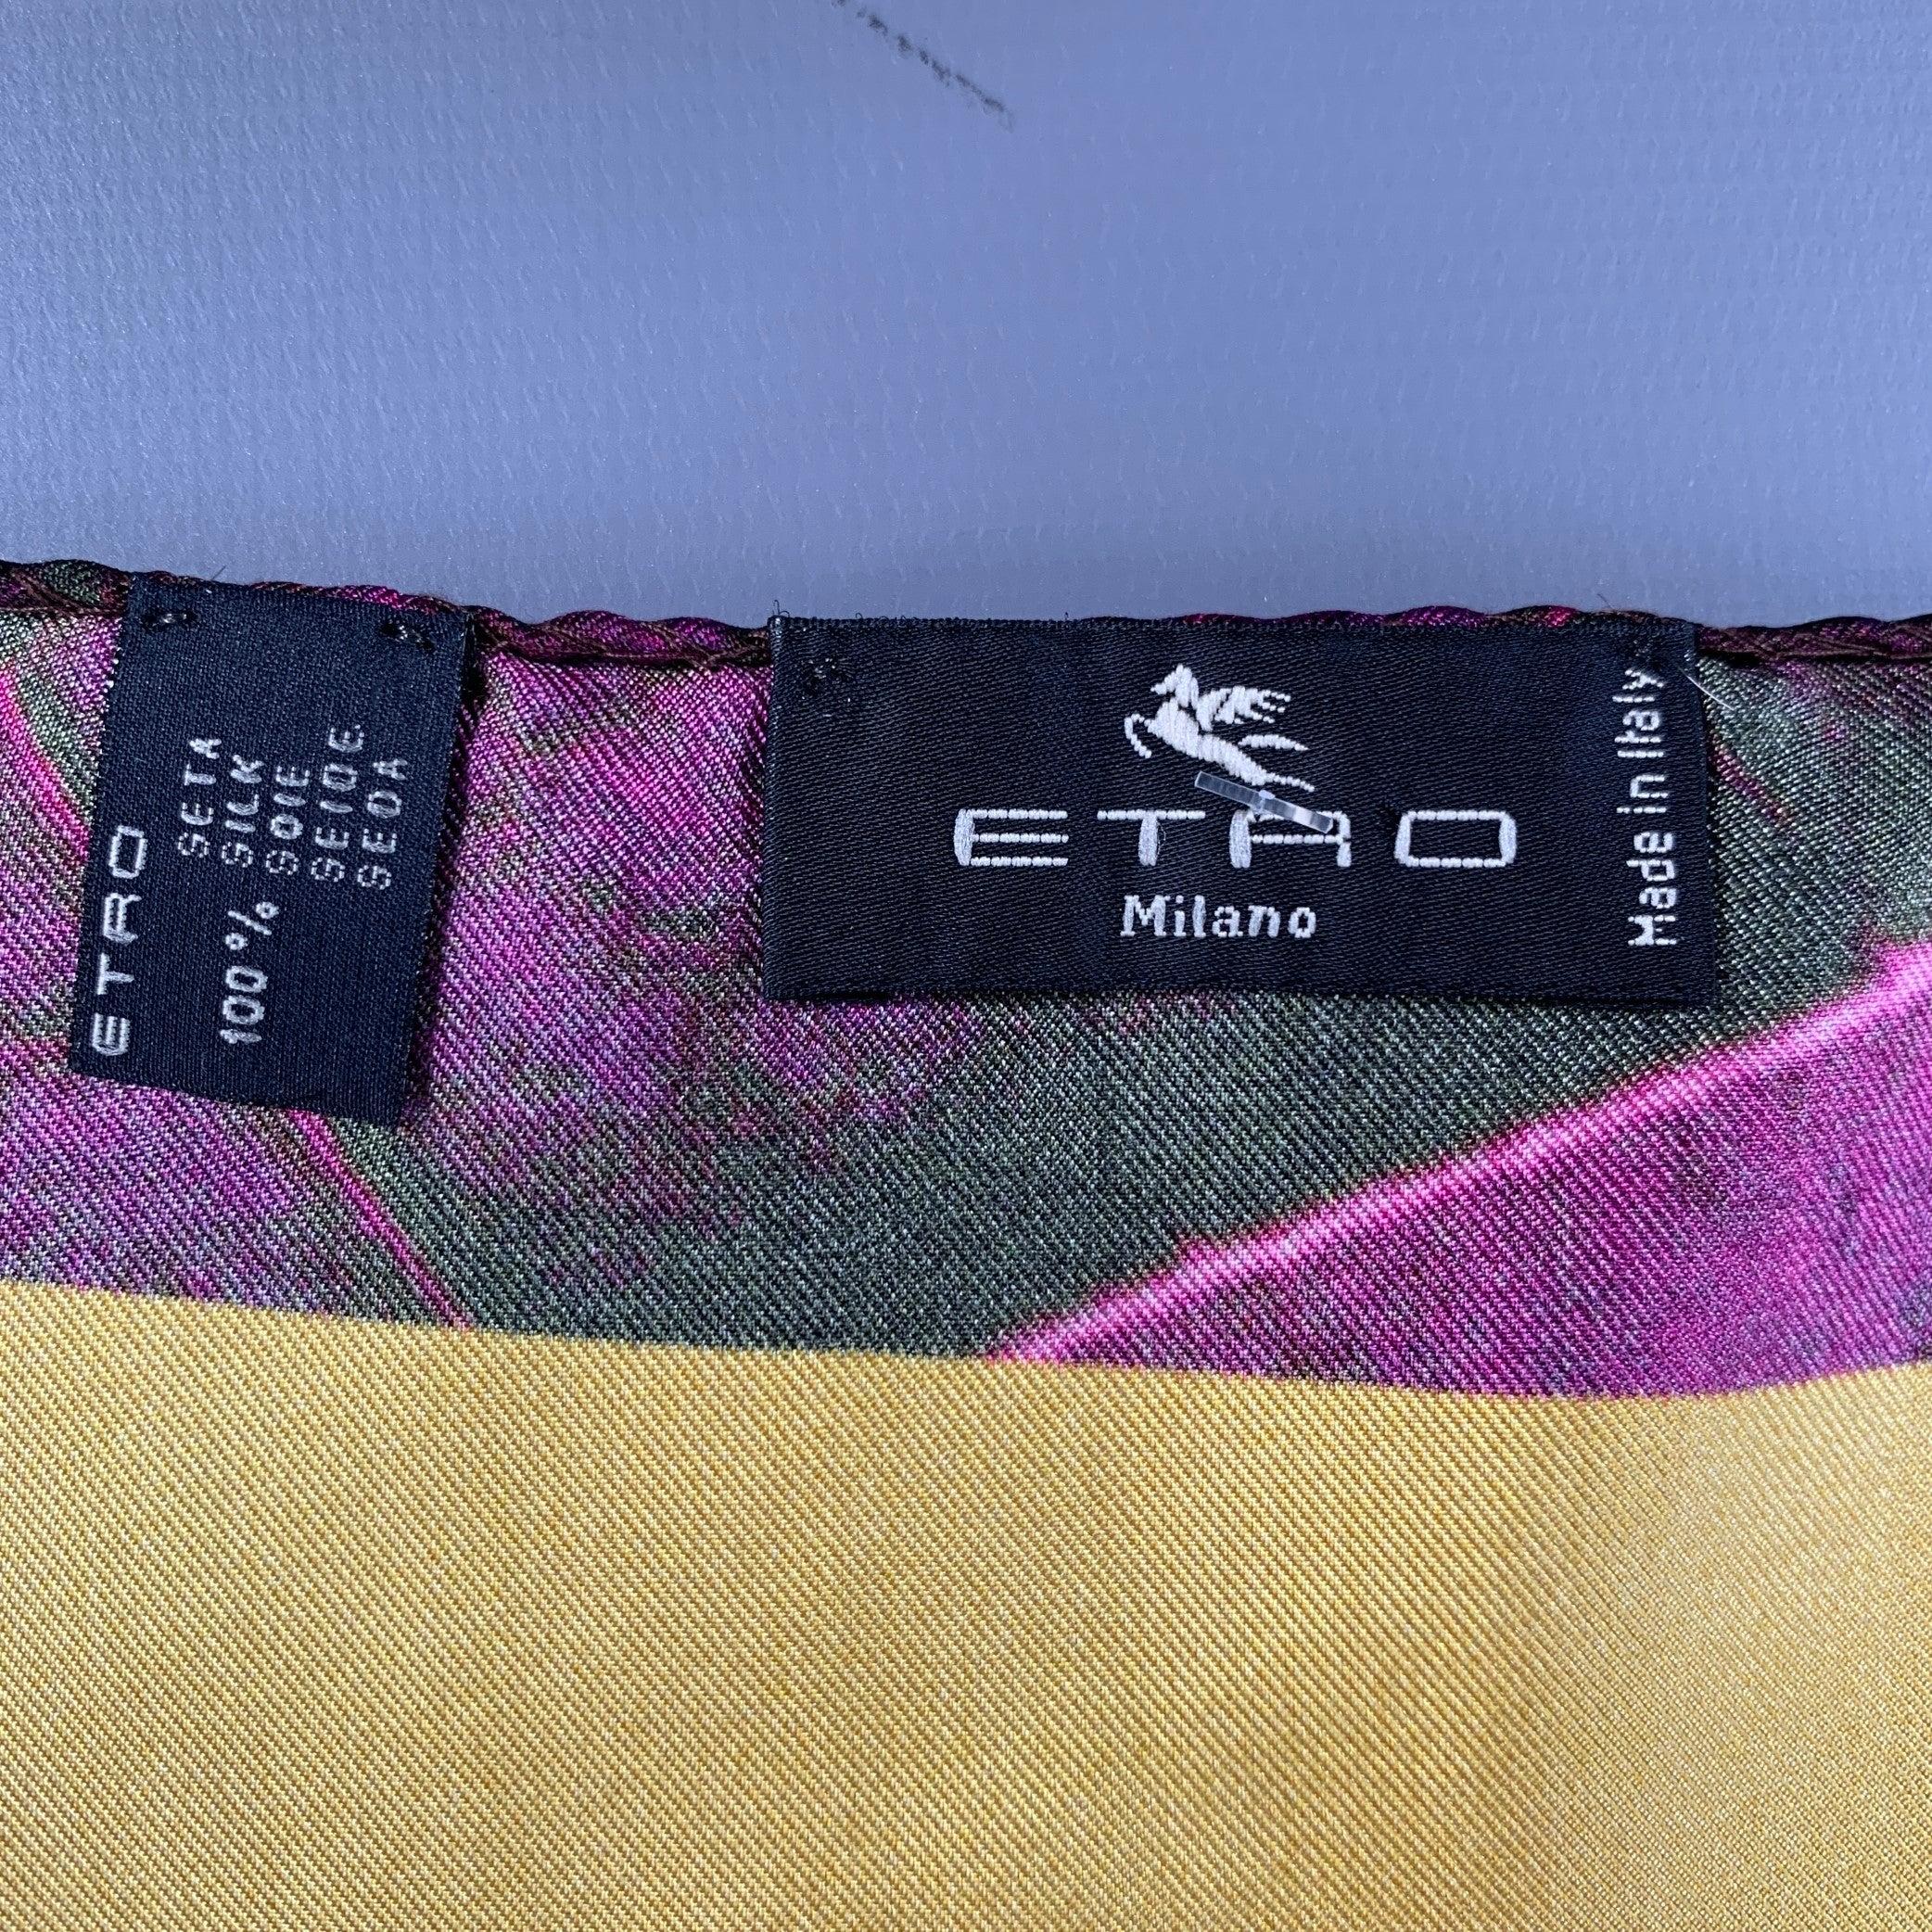 ETRO
100% SETA
SILK
SOIE
SEIDE
SEDA
ETRO
Milano
Made in Italy